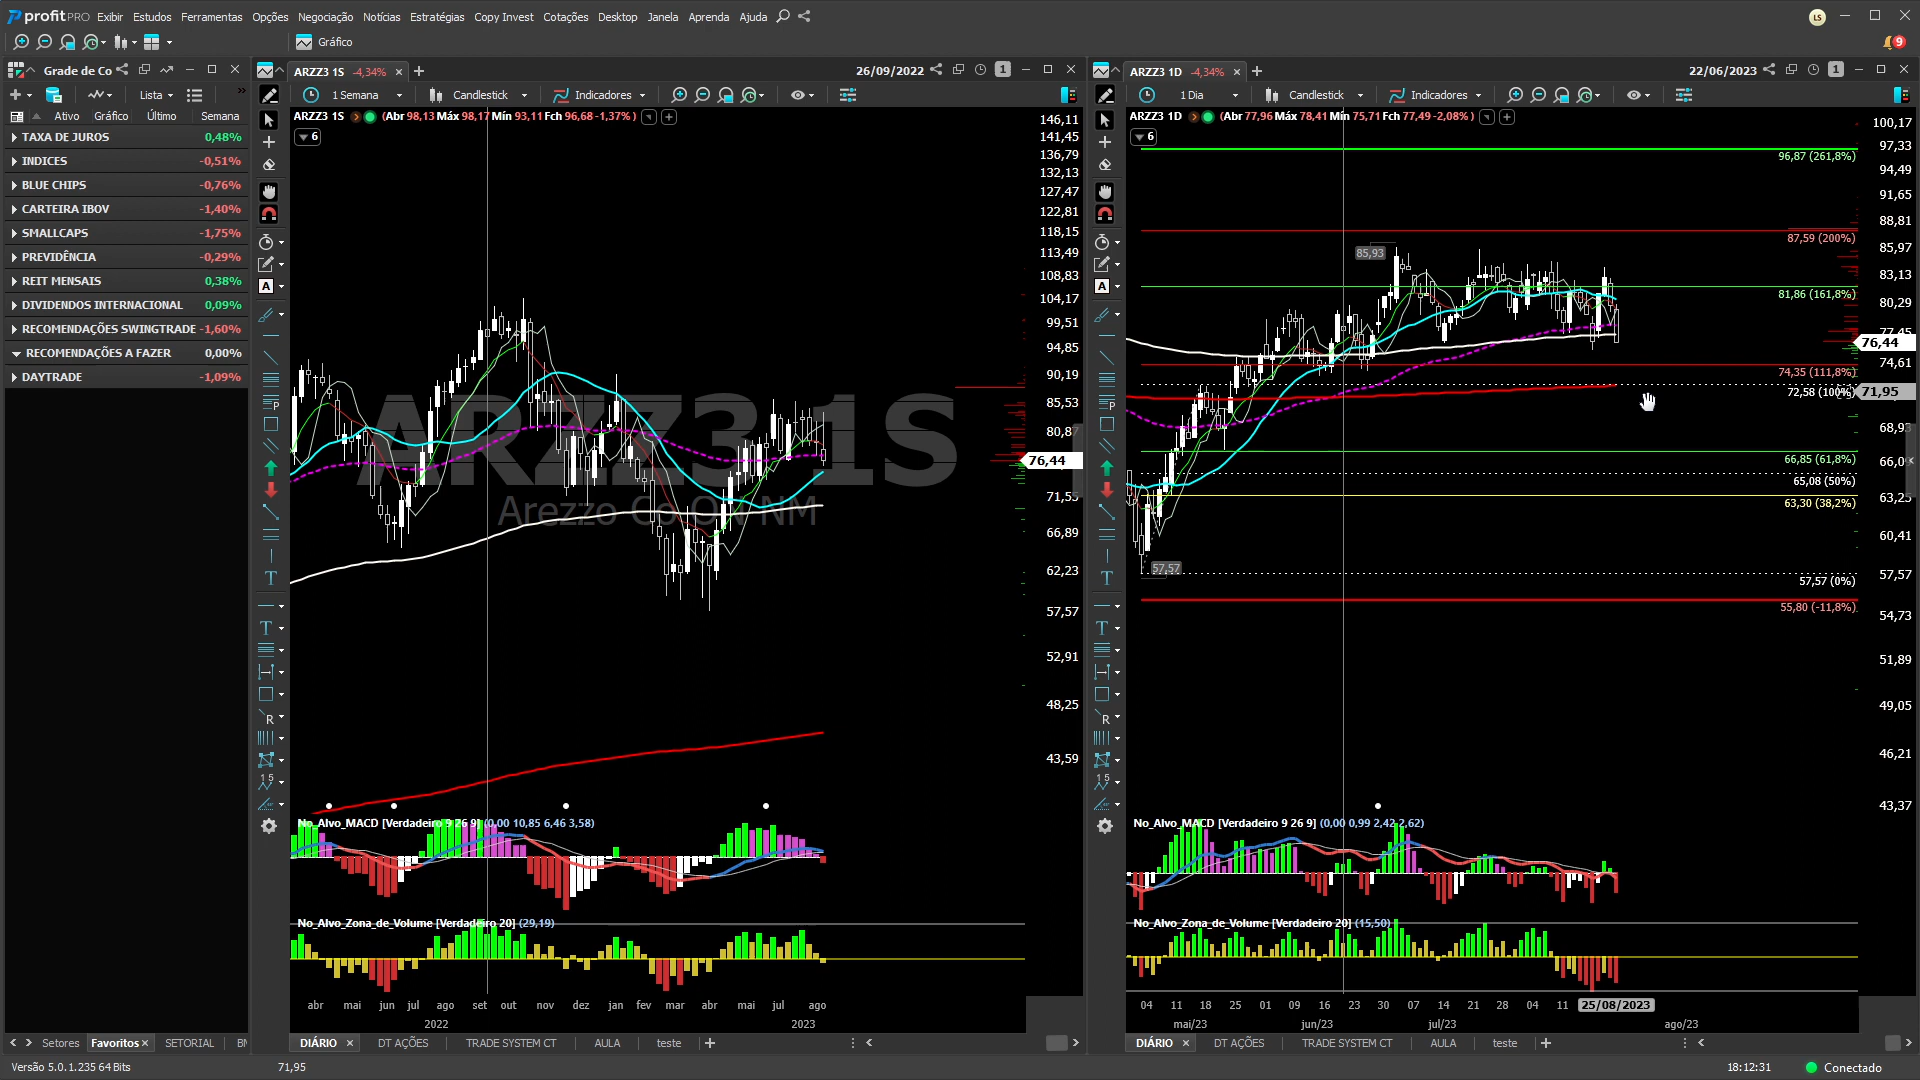 profitPRO Exibir Estudos Ferramentas Opções Negociação Notícias Estratégias Copy Invest Cotações Desktop Janela Aprenda Ajuda
LS
Gráfico
9
Grade de Co
Lista
Ativo Gráfico Último Semana
TAXA DE JUROS 0,48%
INDICES -0,51%
BLUE CHIPS -0,76%
CARTEIRA IBOV -1,40%
SMALLCAPS -1,75%
PREVIDÊNCIA -0,29%
REIT MENSAIS 0,38%
DIVIDENDOS INTERNACIONAL 0,09%
RECOMENDAÇÕES SWINGTRADE -1,60%
RECOMENDAÇÕES A FAZER 0,00%
DAYTRADE -1,09%
Setores Favoritos SETORIAL
ARZZ3 1S -4,34%
26/09/2022 1
1 Semana Candlestick Indicadores
ARZZ3 1S (Abr 98,13 Máx 98,17 Mín 93,11 Fch 96,68 -1,37% )
6
146,11
141,45
136,79
132,13
127,47
122,81
118,15
113,49
108,83
104,17
99,51
94,85
90,19
85,53
80,87
76,44
71,55
66,89
62,23
57,57
52,91
48,25
43,59
ARZZ3 1S
Arezzo Co ON NM
No_Alvo_MACD [Verdadeiro 9 26 9] (0,00 10,85 6,46 3,58)
No_Alvo_Zona_de_Volume [Verdadeiro 20] (29,19)
abr mai jun jul ago set out nov dez jan fev mar abr mai jul ago
2022 2023
DIÁRIO DT AÇÕES TRADE SYSTEM CT AULA teste
ARZZ3 1D -4,34%
22/06/2023 1
1 Dia Candlestick Indicadores
ARZZ3 1D (Abr 77,96 Máx 78,41 Mín 75,71 Fch 77,49 -2,08% )
6
100,17
97,33
94,49
91,65
88,81
85,97
83,13
80,29
77,45
76,44
74,61
71,95
68,93
66,0
63,25
60,41
57,57
54,73
51,89
49,05
46,21
43,37
96,87 (261,8%)
87,59 (200%)
85,93
81,86 (161,8%)
74,35 (111,8%)
72,58 (100%)
66,85 (61,8%)
65,08 (50%)
63,30 (38,2%)
57,57
57,57 (0%)
55,80 (-11,8%)
No_Alvo_MACD [Verdadeiro 9 26 9] (0,00 0,99 2,42 2,62)
No_Alvo_Zona_de_Volume [Verdadeiro 20] (15,50)
04 11 18 25 01 09 16 23 30 07 14 21 28 04 11 25/08/2023
mai/23 jun/23 jul/23 ago/23
DIÁRIO DT AÇÕES TRADE SYSTEM CT AULA teste
Versão 5.0.1.235 64 Bits 71,95 18:12:31 Conectado